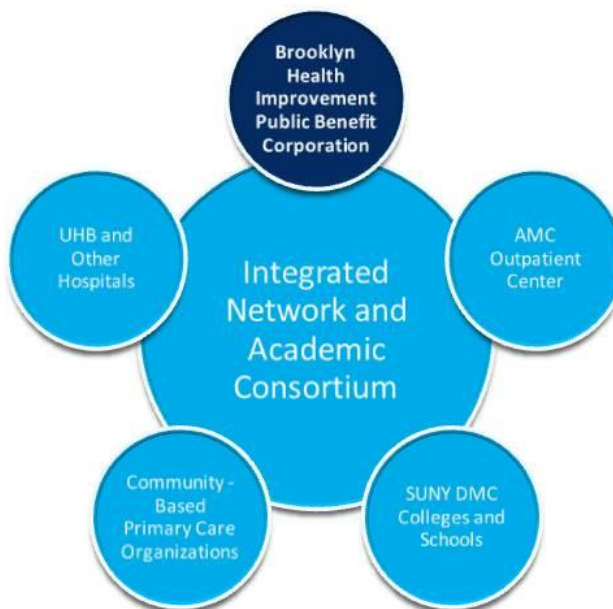 Brooklyn
Health
Improvement
Public Benefit
Corporation
UHB and
Other
Hospitals
AMC
Outpatient
Center
Integrated
Network and
Academic
Consortium
Community -
Based
Primary Care
Organizations
SUNY DMC
Colleges and
Schools